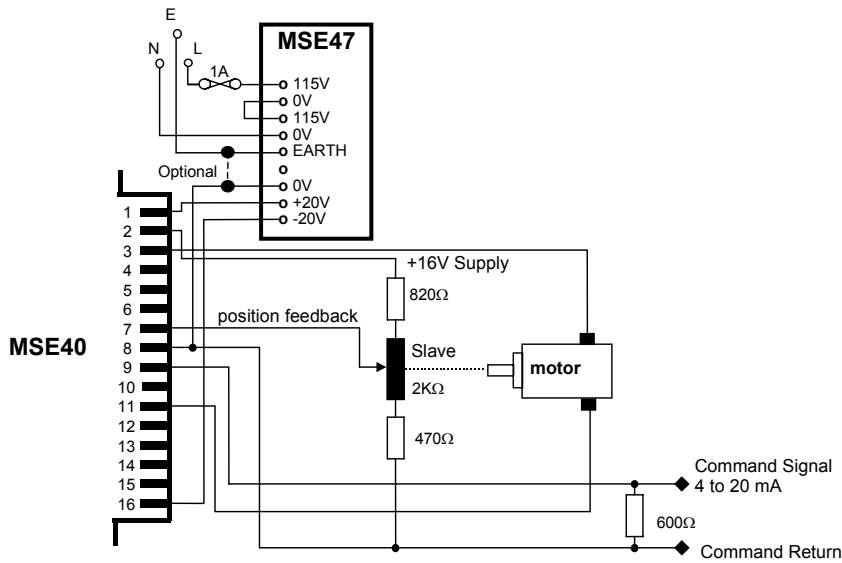 E
N
L
1A
MSE47
115V
0V
115V
0V
EARTH
0V
+20V
-20V
Optional
1
2
3
4
5
6
7
8
9
10
11
12
13
14
15
16
MSE40
+16V Supply
820Ω
position feedback
Slave
2KΩ
motor
470Ω
Command Signal
4 to 20 mA
600Ω
Command Return